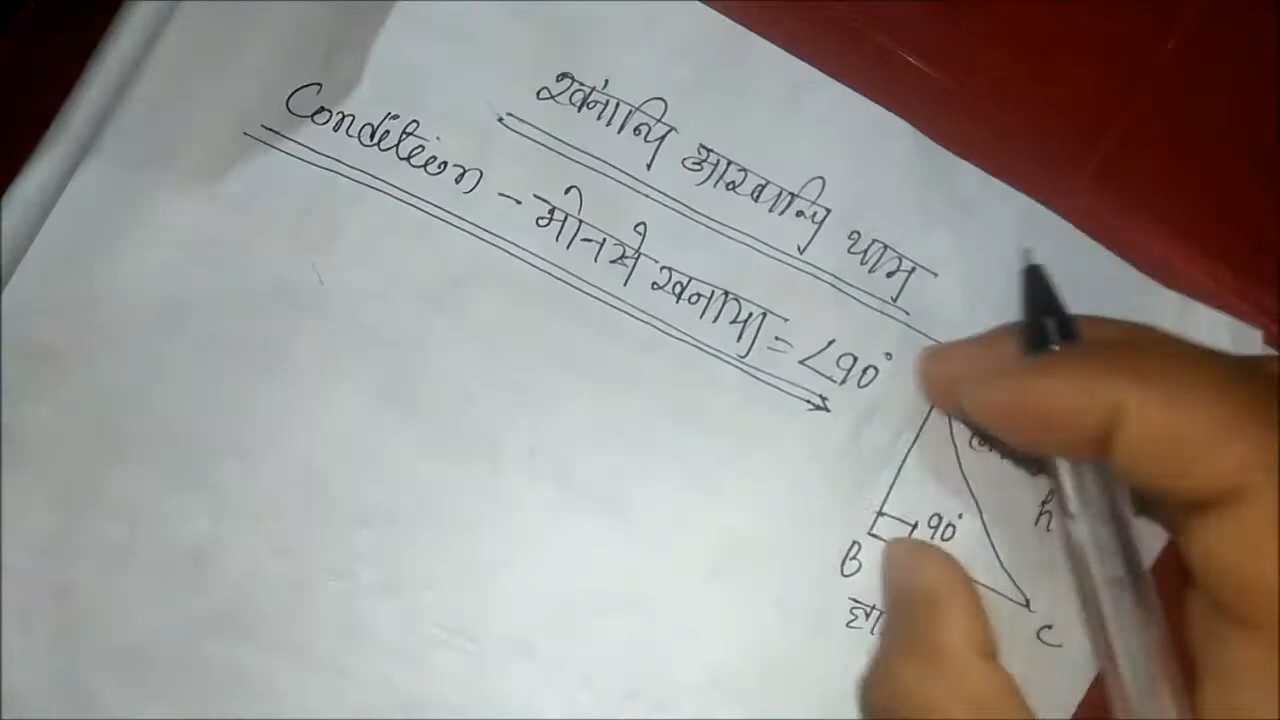 खनांन्थि आखान्थि थाम
Condition - मोनसे खनाया = ∠90°
90°
h
B
C